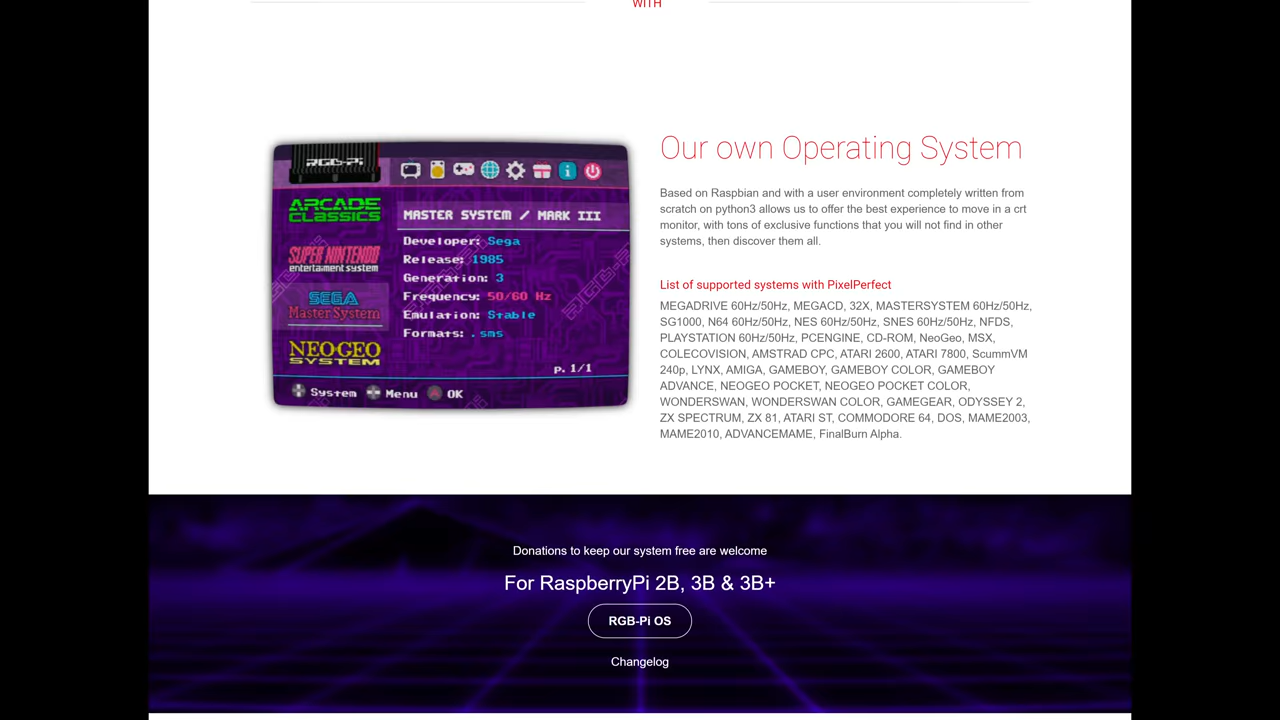 WITH
RGB-Pi
ARCADE
CLASSICS
SUPER NINTENDO
entertainment system
SEGA
Master System
NEO·GEO
SYSTEM
MASTER SYSTEM / MARK III
Developer: Sega
Release: 1985
Generation: 3
Frequency: 50/60 Hz
Emulation: Stable
Formats: .sms
p. 1/1
System Menu OK
Our own Operating System
Based on Raspbian and with a user environment completely written from
scratch on python3 allows us to offer the best experience to move in a crt
monitor, with tons of exclusive functions that you will not find in other
systems, then discover them all.
List of supported systems with PixelPerfect
MEGADRIVE 60Hz/50Hz, MEGACD, 32X, MASTERSYSTEM 60Hz/50Hz,
SG1000, N64 60Hz/50Hz, NES 60Hz/50Hz, SNES 60Hz/50Hz, NFDS,
PLAYSTATION 60Hz/50Hz, PCENGINE, CD-ROM, NeoGeo, MSX,
COLECOVISION, AMSTRAD CPC, ATARI 2600, ATARI 7800, ScummVM
240p, LYNX, AMIGA, GAMEBOY, GAMEBOY COLOR, GAMEBOY
ADVANCE, NEOGEO POCKET, NEOGEO POCKET COLOR,
WONDERSWAN, WONDERSWAN COLOR, GAMEGEAR, ODYSSEY 2,
ZX SPECTRUM, ZX 81, ATARI ST, COMMODORE 64, DOS, MAME2003,
MAME2010, ADVANCEMAME, FinalBurn Alpha.
Donations to keep our system free are welcome
For RaspberryPi 2B, 3B & 3B+
RGB-Pi OS
Changelog